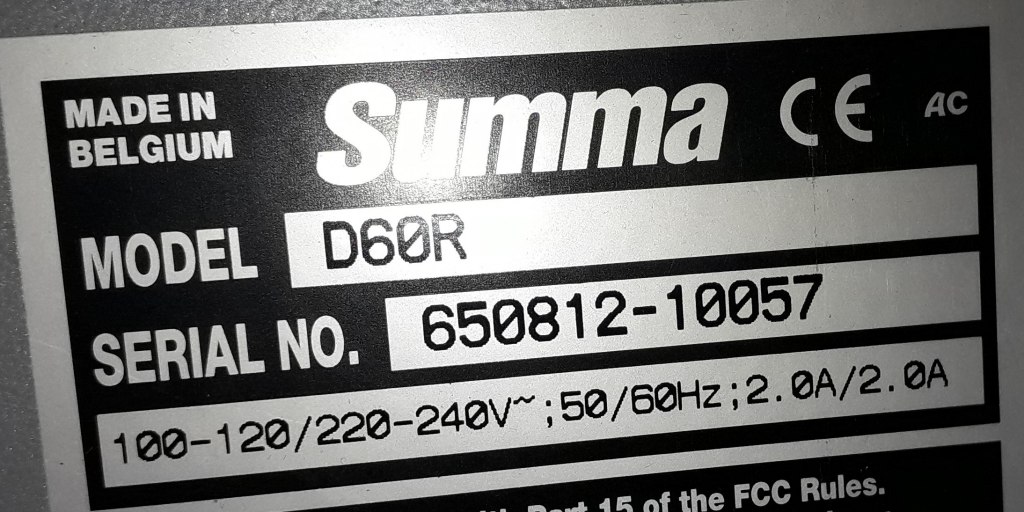 MADE IN
BELGIUM
Summa CE AC
MODEL D60R
SERIAL NO. 650812-10057
100-120/220-240V~;50/60Hz;2.0A/2.0A
Part 15 of the FCC Rules.